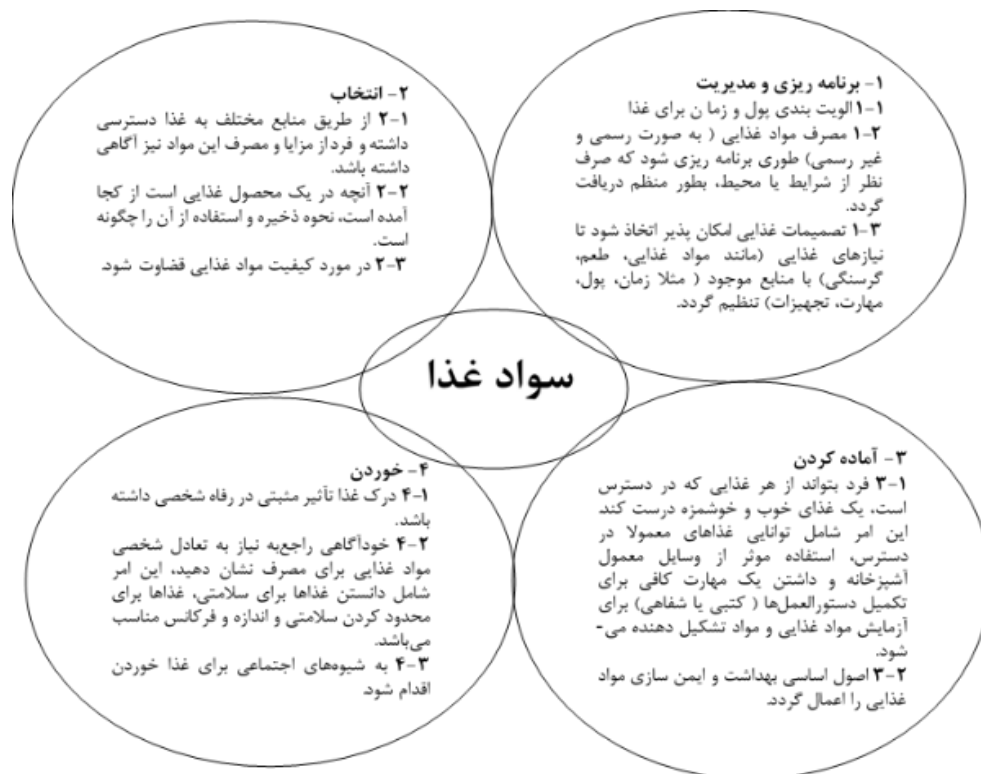 ۱- برنامه ریزی و مدیریت
۱-۱ الویت بندی پول و زما ن برای غذا
۱-۲ مصرف مواد غذایی ( به صورت رسمی و
غیر رسمی) طوری برنامه ریزی شود که صرف
نظر از شرایط یا محیط، بطور منظم دریافت
گردد.
۱-۳ تصمیمات غذایی امکان پذیر اتخاذ شود تا
نیازهای غذایی (مانند مواد غذایی، طعم،
گرسنگی) با منابع موجود ( مثلا زمان، پول،
مهارت، تجهیزات) تنظیم گردد.
۲- انتخاب
۲-۱ از طریق منابع مختلف به غذا دسترسی
داشته و فرد از مزایا و مصرف این مواد نیز آگاهی
داشته باشد.
۲-۲ آنچه در یک محصول غذایی است از کجا
آمده است، نحوه ذخیره و استفاده از آن را چگونه
است.
۲-۳ در مورد کیفیت مواد غذایی قضاوت شود.
سواد غذا
۳- آماده کردن
۳-۱ فرد بتواند از هر غذایی که در دسترس
است، یک غذای خوب و خوشمزه درست کند.
این امر شامل توانایی غذاهای معمولا در
دسترس، استفاده موثر از وسایل معمول
آشپزخانه و داشتن یک مهارت کافی برای
تکمیل دستورالعمل‌ها ( کتبی یا شفاهی) برای
آزمایش مواد غذایی و مواد تشکیل دهنده می-
شود.
۳-۲ اصول اساسی بهداشت و ایمن سازی مواد
غذایی را اعمال گردد.
۴- خوردن
۴-۱ درک غذا تأثیر مثبتی در رفاه شخصی داشته
باشد.
۴-۲ خودآگاهی راجع‌به نیاز به تعادل شخصی
مواد غذایی برای مصرف نشان دهید، این امر
شامل دانستن غذاها برای سلامتی، غذاها برای
محدود کردن سلامتی و اندازه و فرکانس مناسب
می‌باشد.
۴-۳ به شیوه‌های اجتماعی برای غذا خوردن
اقدام شود.